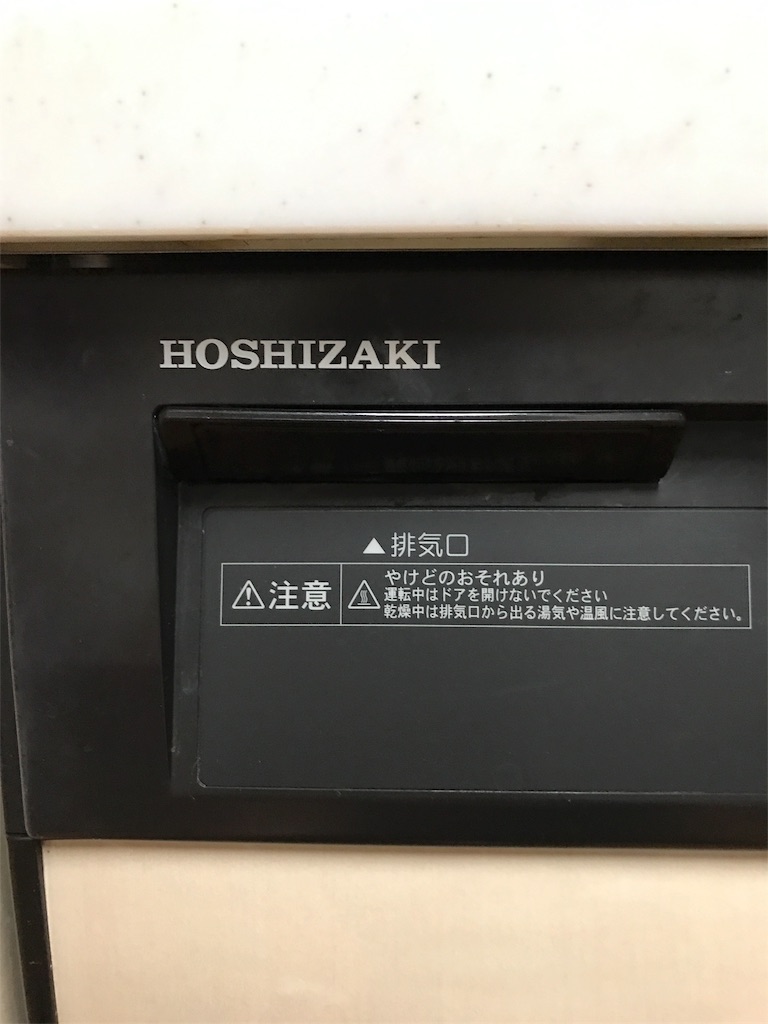 HOSHIZAKI
▲排気口
注意
やけどのおそれあり
運転中はドアを開けないでください
乾燥中は排気口から出る湯気や温風に注意してください。